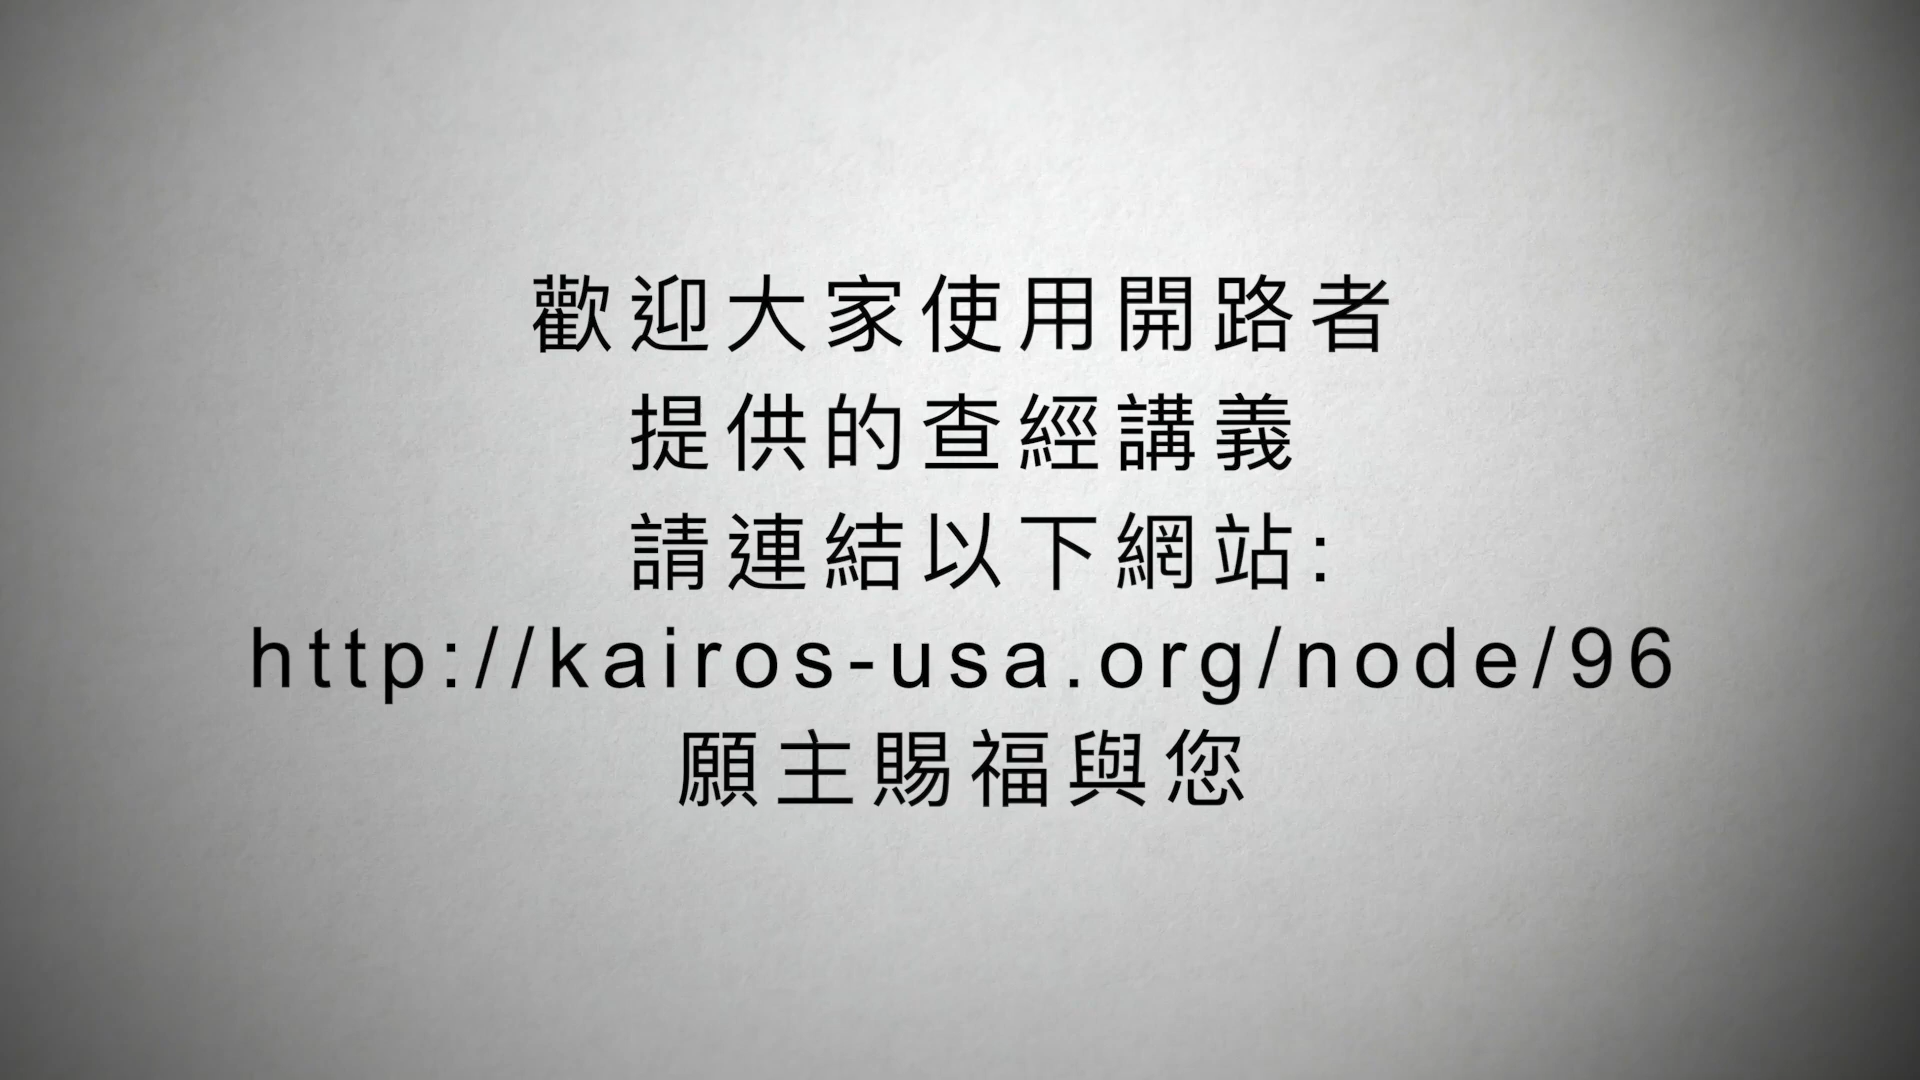 歡迎大家使用開路者
提供的查經講義
請連結以下網站:
http://kairos-usa.org/node/96
願主賜福與您